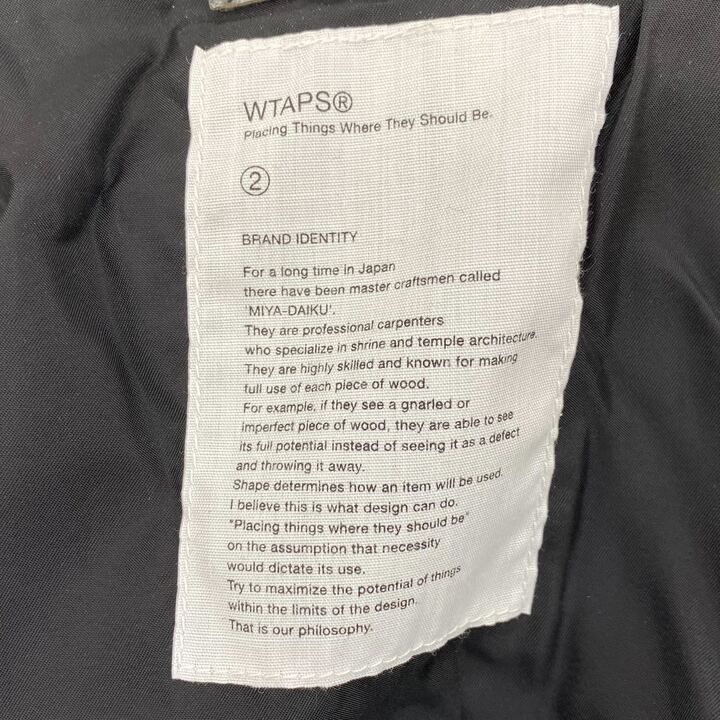 WTAPS®
Placing Things Where They Should Be.
②
BRAND IDENTITY
For a long time in Japan
there have been master craftsmen called
'MIYA-DAIKU'.
They are professional carpenters
who specialize in shrine and temple architecture.
They are highly skilled and known for making
full use of each piece of wood.
For example, if they see a gnarled or
imperfect piece of wood, they are able to see
its full potential instead of seeing it as a defect
and throwing it away.
Shape determines how an item will be used.
I believe this is what design can do.
"Placing things where they should be"
on the assumption that necessity
would dictate its use.
Try to maximize the potential of things
within the limits of the design.
That is our philosophy.